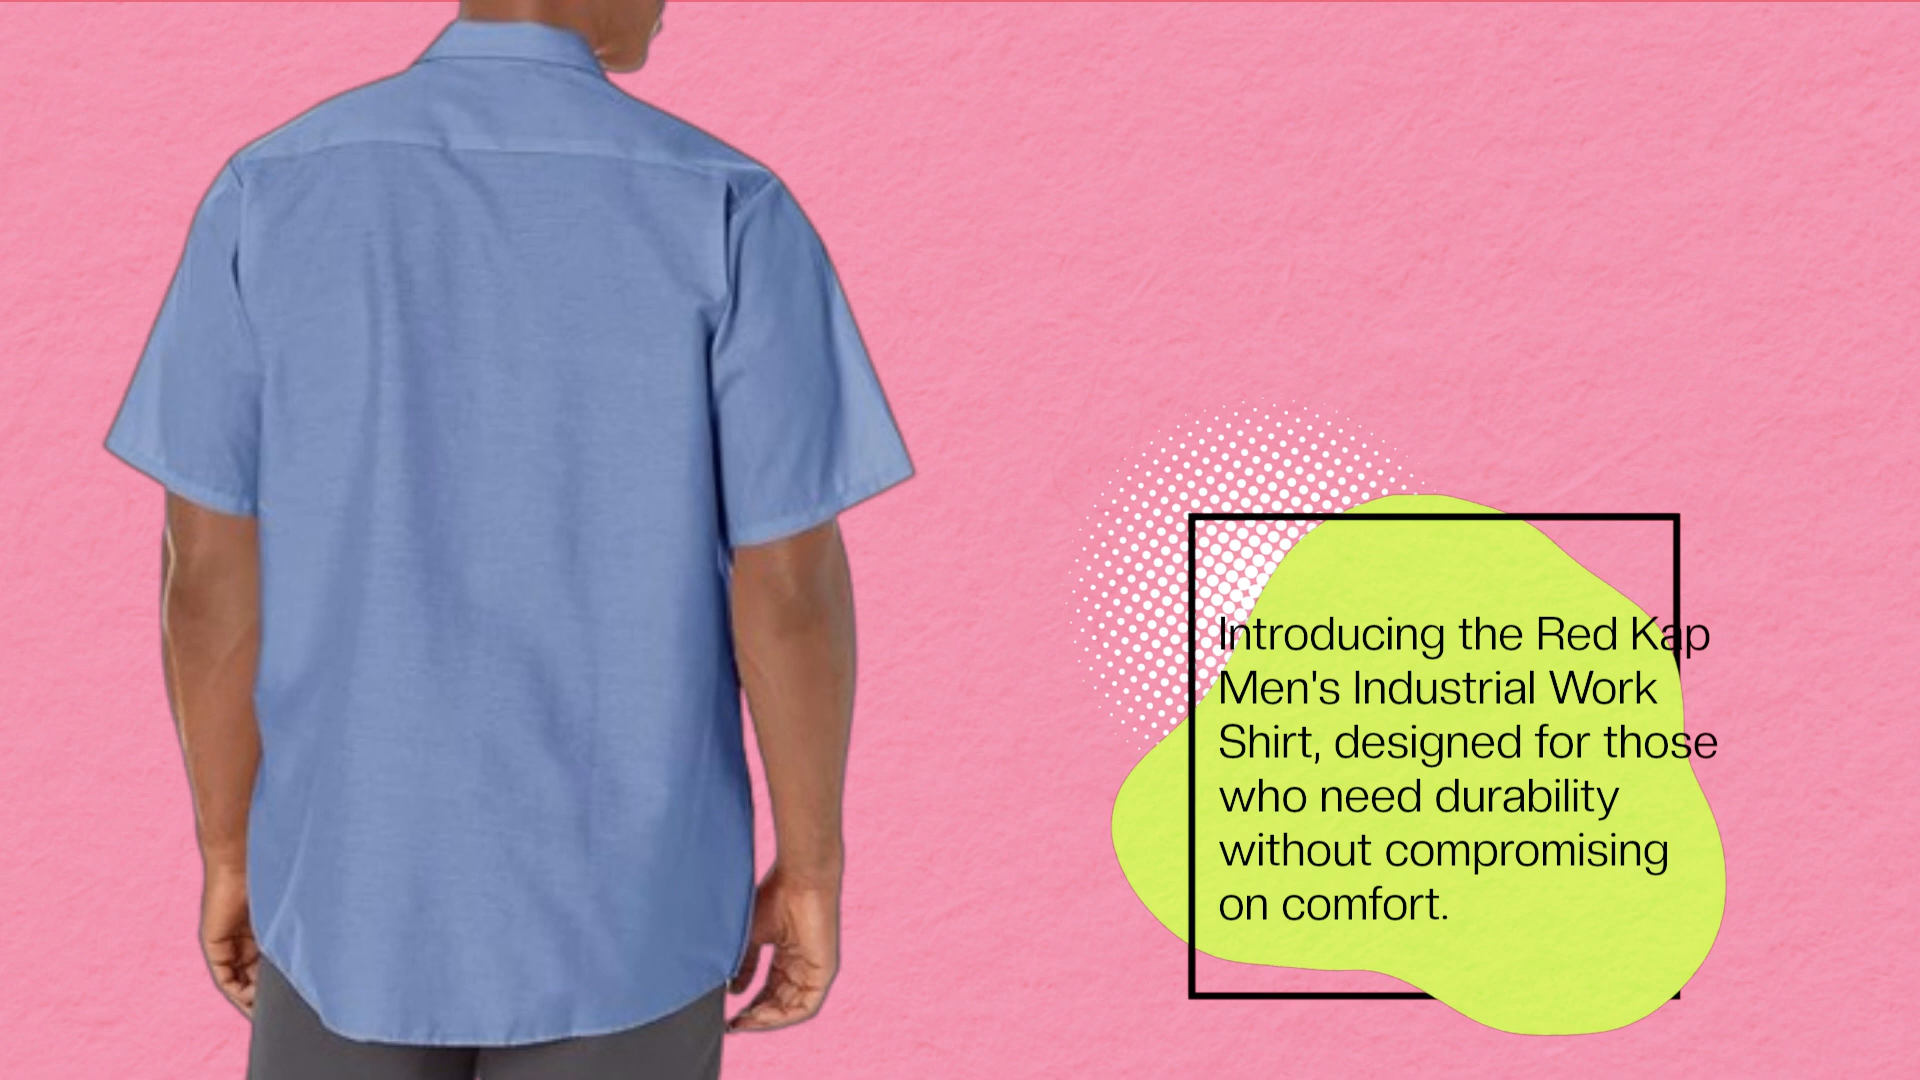 Introducing the Red Kap
Men's Industrial Work
Shirt, designed for those
who need durability
without compromising
on comfort.